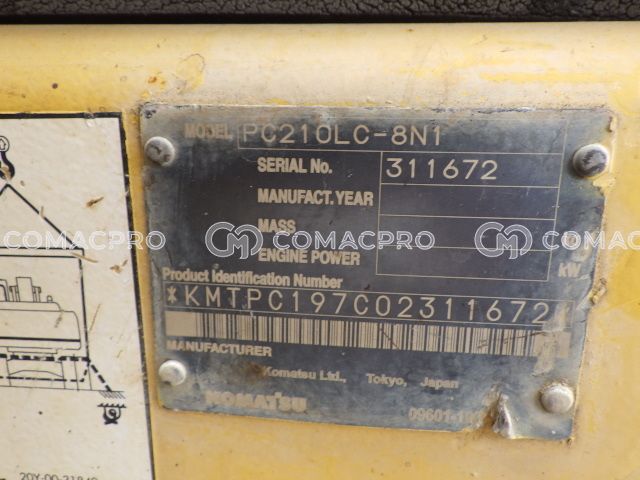 MODEL PC210LC-8N1
SERIAL No. 311672
MANUFACT. YEAR
MASS
COMACPRO COMACPRO COMACPRO
ENGINE POWER kW
Product Identification Number
*KMTPC197C02311672
MANUFACTURER
Komatsu Ltd., Tokyo, Japan
KOMATSU